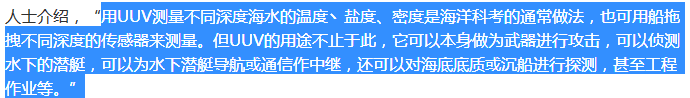 人士介绍，“用UUV测量不同深度海水的温度、盐度、密度是海洋科考的通常做法，也可用船拖
拽不同深度的传感器来测量。但UUV的用途不止于此，它可以本身做为武器进行攻击，可以侦测
水下的潜艇，可以为水下潜艇导航或通信作中继，还可以对海底底质或沉船进行探测，甚至工程
作业等。”